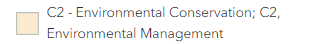 C2 - Environmental Conservation; C2,
Environmental Management